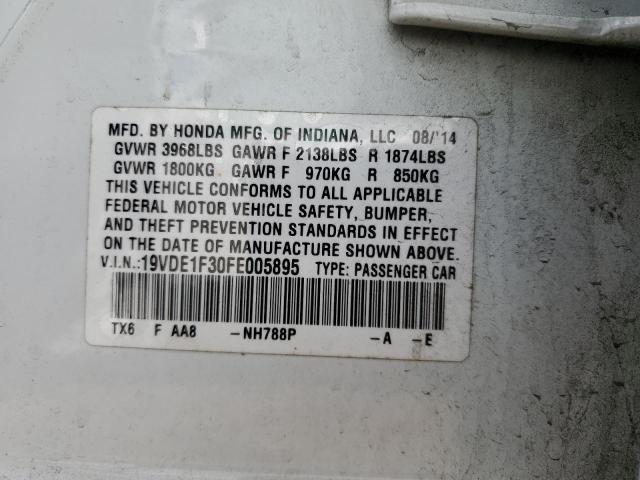 MFD. BY HONDA MFG. OF INDIANA, LLC 08/'14
GVWR 3968LBS GAWR F 2138LBS R 1874LBS
GVWR 1800KG GAWR F 970KG R 850KG
THIS VEHICLE CONFORMS TO ALL APPLICABLE
FEDERAL MOTOR VEHICLE SAFETY, BUMPER,
AND THEFT PREVENTION STANDARDS IN EFFECT
ON THE DATE OF MANUFACTURE SHOWN ABOVE.
V.I.N.:19VDE1F30FE005895 TYPE: PASSENGER CAR
TX6 F AA8 -NH788P -A -E